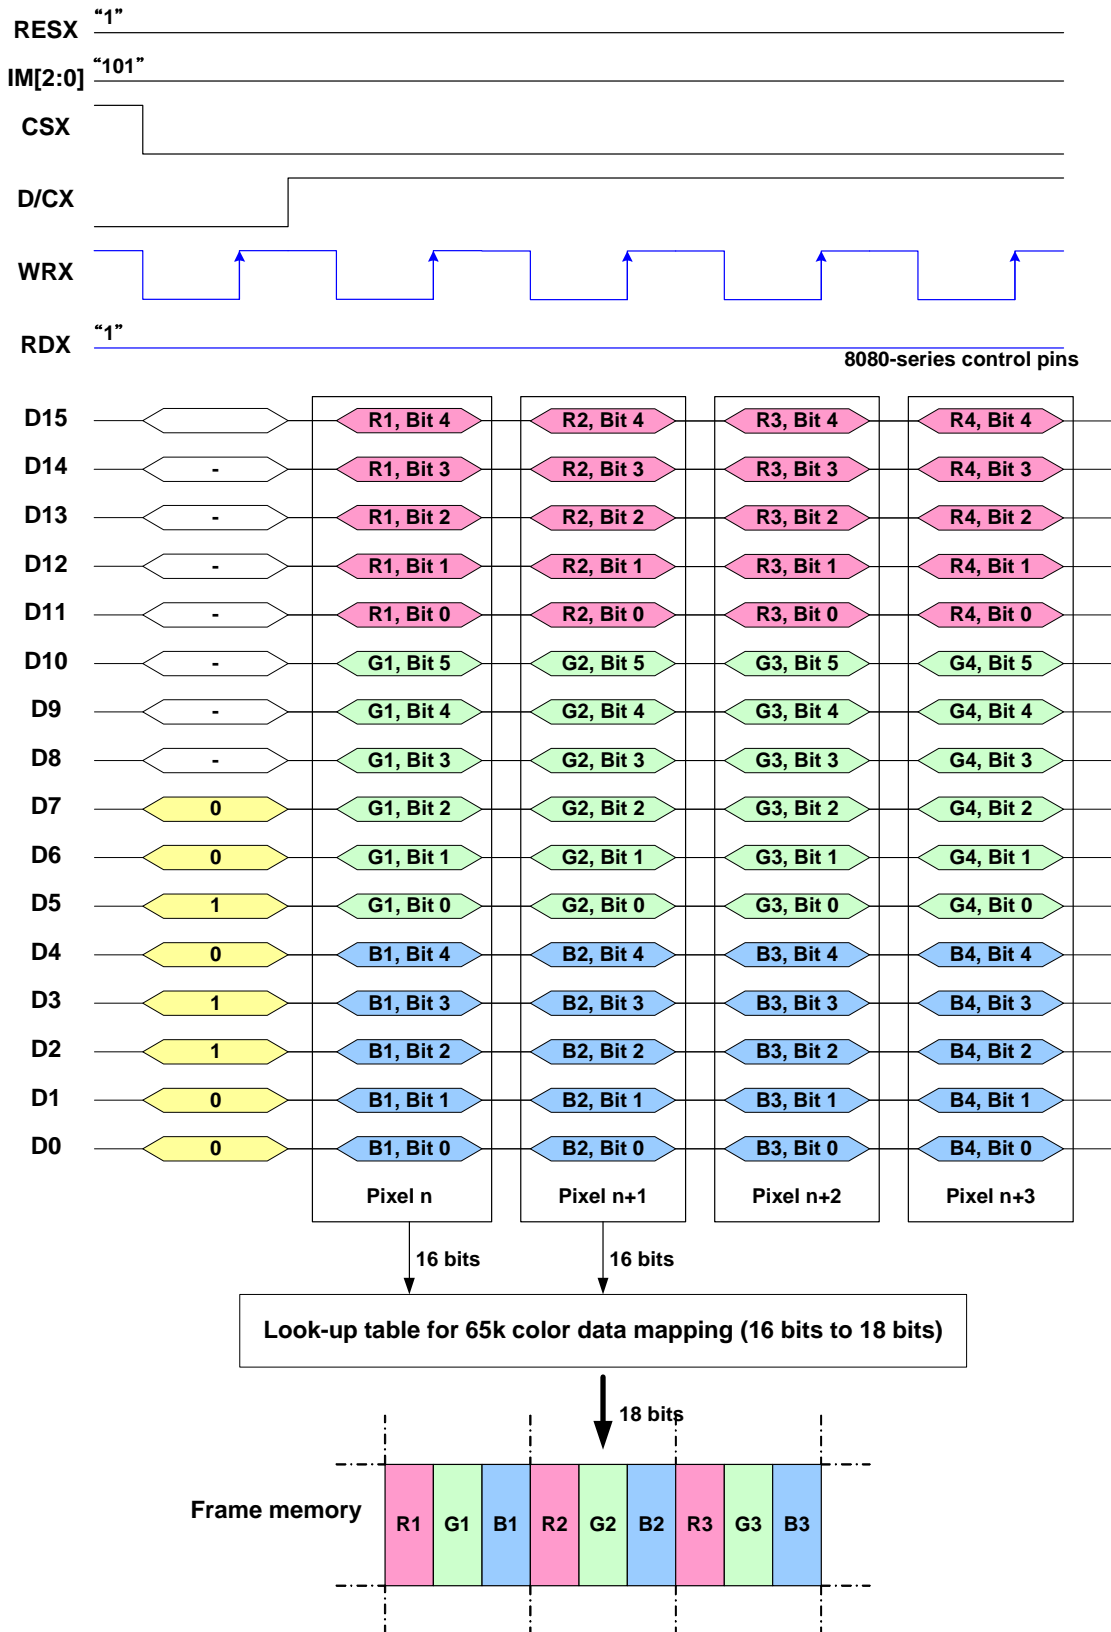 RESX "1"
IM[2:0] "101"
CSX
D/CX
WRX
RDX "1"
8080-series control pins
D15 R1, Bit 4 R2, Bit 4 R3, Bit 4 R4, Bit 4
D14 - R1, Bit 3 R2, Bit 3 R3, Bit 3 R4, Bit 3
D13 - R1, Bit 2 R2, Bit 2 R3, Bit 2 R4, Bit 2
D12 - R1, Bit 1 R2, Bit 1 R3, Bit 1 R4, Bit 1
D11 - R1, Bit 0 R2, Bit 0 R3, Bit 0 R4, Bit 0
D10 - G1, Bit 5 G2, Bit 5 G3, Bit 5 G4, Bit 5
D9 - G1, Bit 4 G2, Bit 4 G3, Bit 4 G4, Bit 4
D8 - G1, Bit 3 G2, Bit 3 G3, Bit 3 G4, Bit 3
D7 0 G1, Bit 2 G2, Bit 2 G3, Bit 2 G4, Bit 2
D6 0 G1, Bit 1 G2, Bit 1 G3, Bit 1 G4, Bit 1
D5 1 G1, Bit 0 G2, Bit 0 G3, Bit 0 G4, Bit 0
D4 0 B1, Bit 4 B2, Bit 4 B3, Bit 4 B4, Bit 4
D3 1 B1, Bit 3 B2, Bit 3 B3, Bit 3 B4, Bit 3
D2 1 B1, Bit 2 B2, Bit 2 B3, Bit 2 B4, Bit 2
D1 0 B1, Bit 1 B2, Bit 1 B3, Bit 1 B4, Bit 1
D0 0 B1, Bit 0 B2, Bit 0 B3, Bit 0 B4, Bit 0
Pixel n Pixel n+1 Pixel n+2 Pixel n+3
16 bits 16 bits
Look-up table for 65k color data mapping (16 bits to 18 bits)
18 bits
Frame memory R1 G1 B1 R2 G2 B2 R3 G3 B3